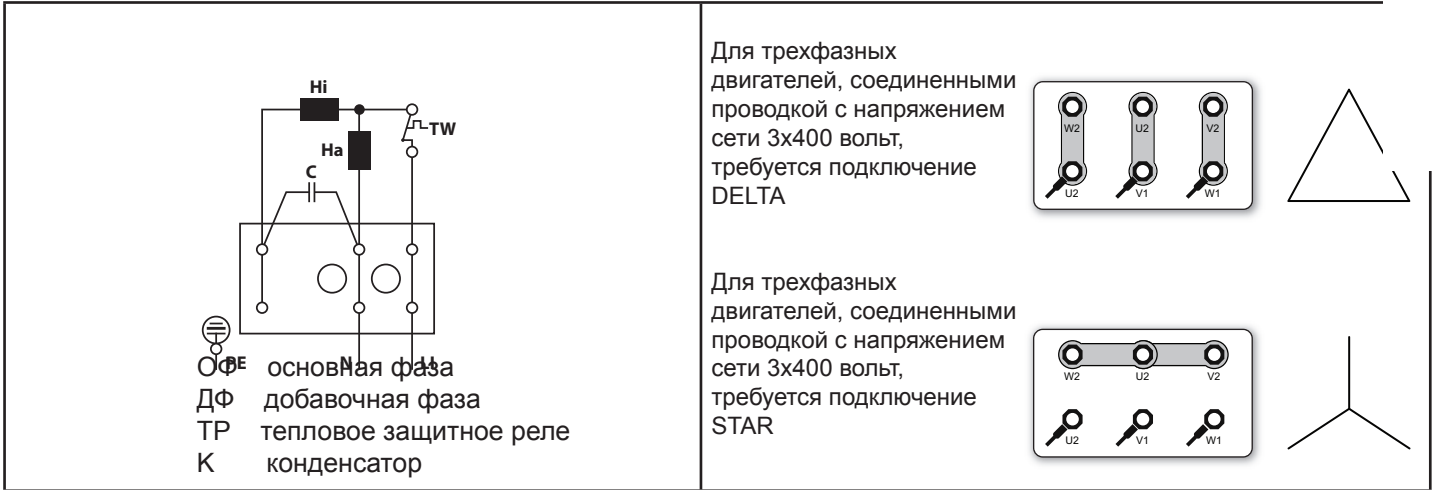 Hi
TW
Ha
C
PE
N
L1
ОФ основная фаза
ДФ добавочная фаза
ТР тепловое защитное реле
К конденсатор
Для трехфазных
двигателей, соединенными
проводкой с напряжением
сети 3x400 вольт,
требуется подключение
DELTA
W2 U2 V2
U2 V1 W1
Для трехфазных
двигателей, соединенными
проводкой с напряжением
сети 3x400 вольт,
требуется подключение
STAR
W2 U2 V2
U2 V1 W1